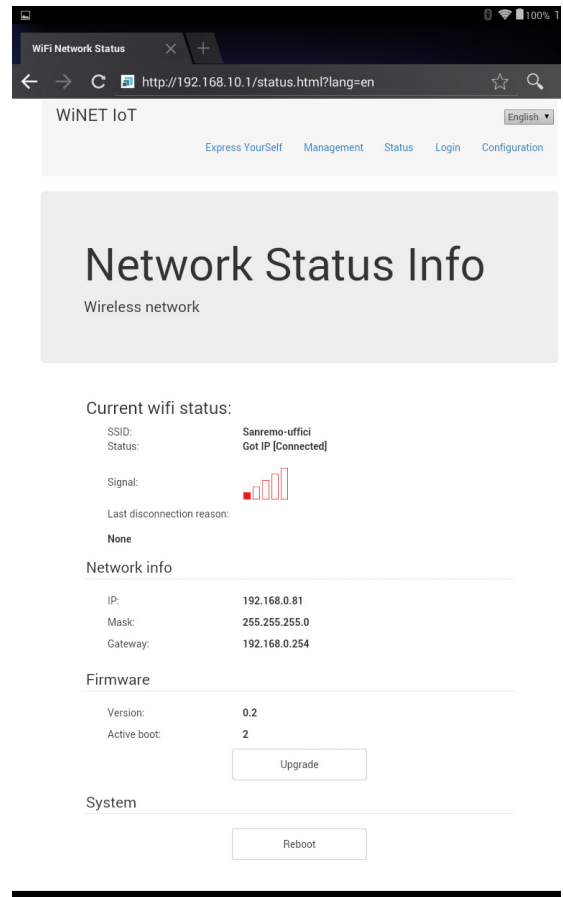 100% 1
WiFi Network Status
http://192.168.10.1/status.html?lang=en
WiNET IoT
English
Express YourSelf Management Status Login Configuration
Network Status Info
Wireless network
Current wifi status:
SSID: Sanremo-uffici
Status: Got IP [Connected]
Signal:
Last disconnection reason:
None
Network info
IP: 192.168.0.81
Mask: 255.255.255.0
Gateway: 192.168.0.254
Firmware
Version: 0.2
Active boot: 2
Upgrade
System
Reboot